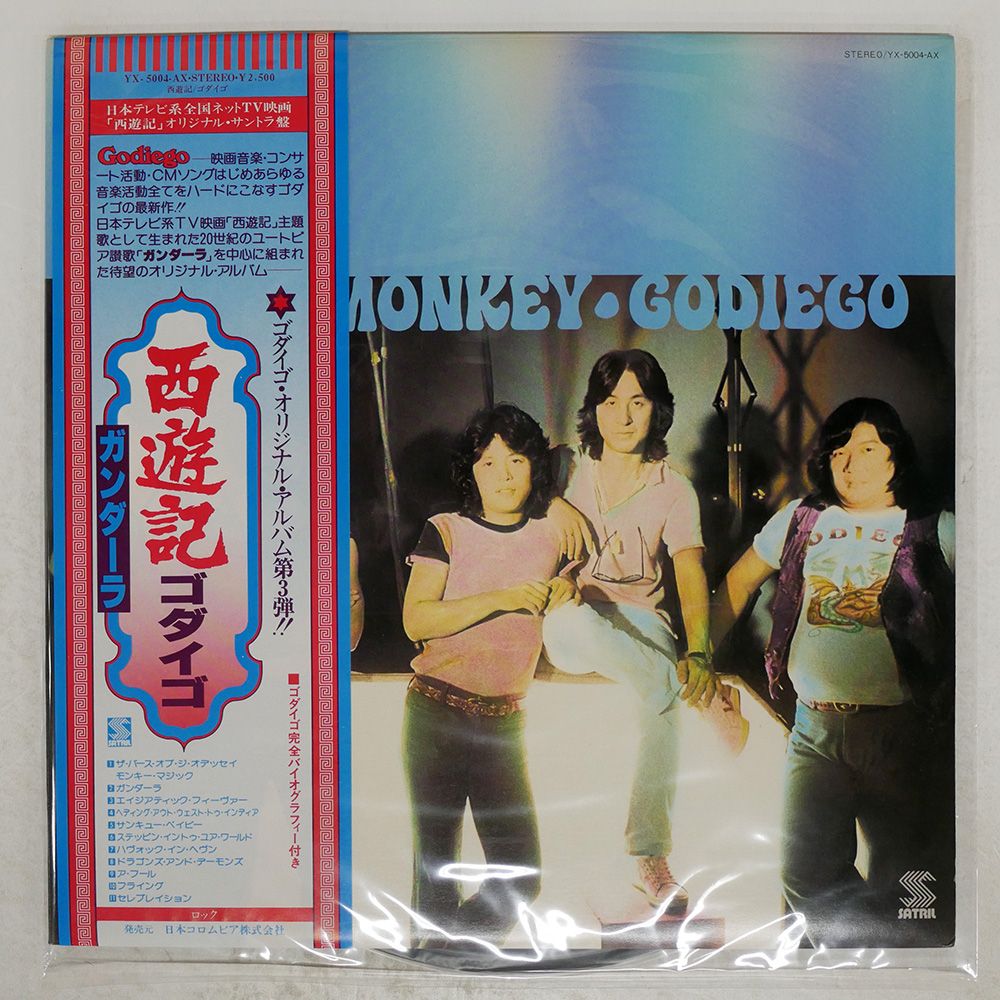 YX-5004-AX・STEREO・¥2,500
西遊記/ゴダイゴ
日本テレビ系全国ネットTV映画
「西遊記」オリジナル・サントラ盤
Godiego——映画音楽・コンサ
ート活動・CMソングはじめあらゆる
音楽活動全てをハードにこなすゴダ
イゴの最新作!!
日本テレビ系TV映画「西遊記」主題
歌として生まれた20世紀のユートピ
ア讃歌「ガンダーラ」を中心に組まれ
た待望のオリジナル・アルバム——
ゴダイゴ・オリジナル・アルバム第3弾!!
西遊記
ゴダイゴ
ガンダーラ
■ゴダイゴ完全バイオグラフィー付き
SATRIL
1 ザ・バース・オブ・ジ・オデッセイ
モンキー・マジック
2 ガンダーラ
3 エイジアティック・フィーヴァー
4 ヘディング・アウト・ウェスト・トゥ・インディア
5 サンキュー・ベイビー
6 ステッピン・イントゥ・ユア・ワールド
7 ハヴォック・イン・ヘヴン
8 ドラゴンズ・アンド・デーモンズ
9 ア・フール
10 フライング
11 セレブレイション
ロック
発売元 日本コロムビア株式会社
STEREO/YX-5004-AX
MONKEY・GODIEGO
ODIEGO
SATRIL